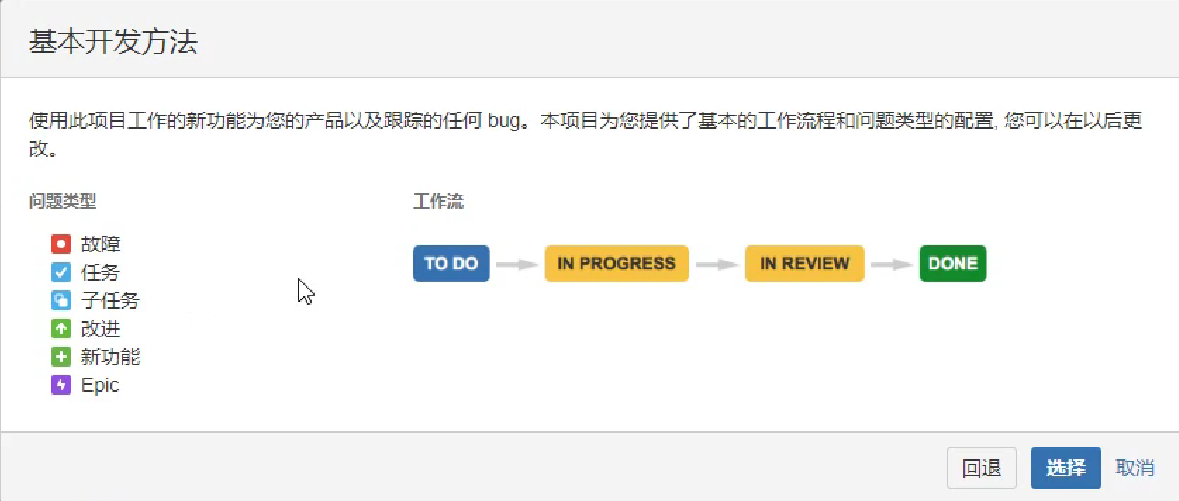 基本开发方法
使用此项目工作的新功能为您的产品以及跟踪的任何 bug。本项目为您提供了基本的工作流程和问题类型的配置, 您可以在以后更
改。
问题类型
工作流
故障
任务
子任务
改进
新功能
Epic
TO DO IN PROGRESS IN REVIEW DONE
回退 选择 取消